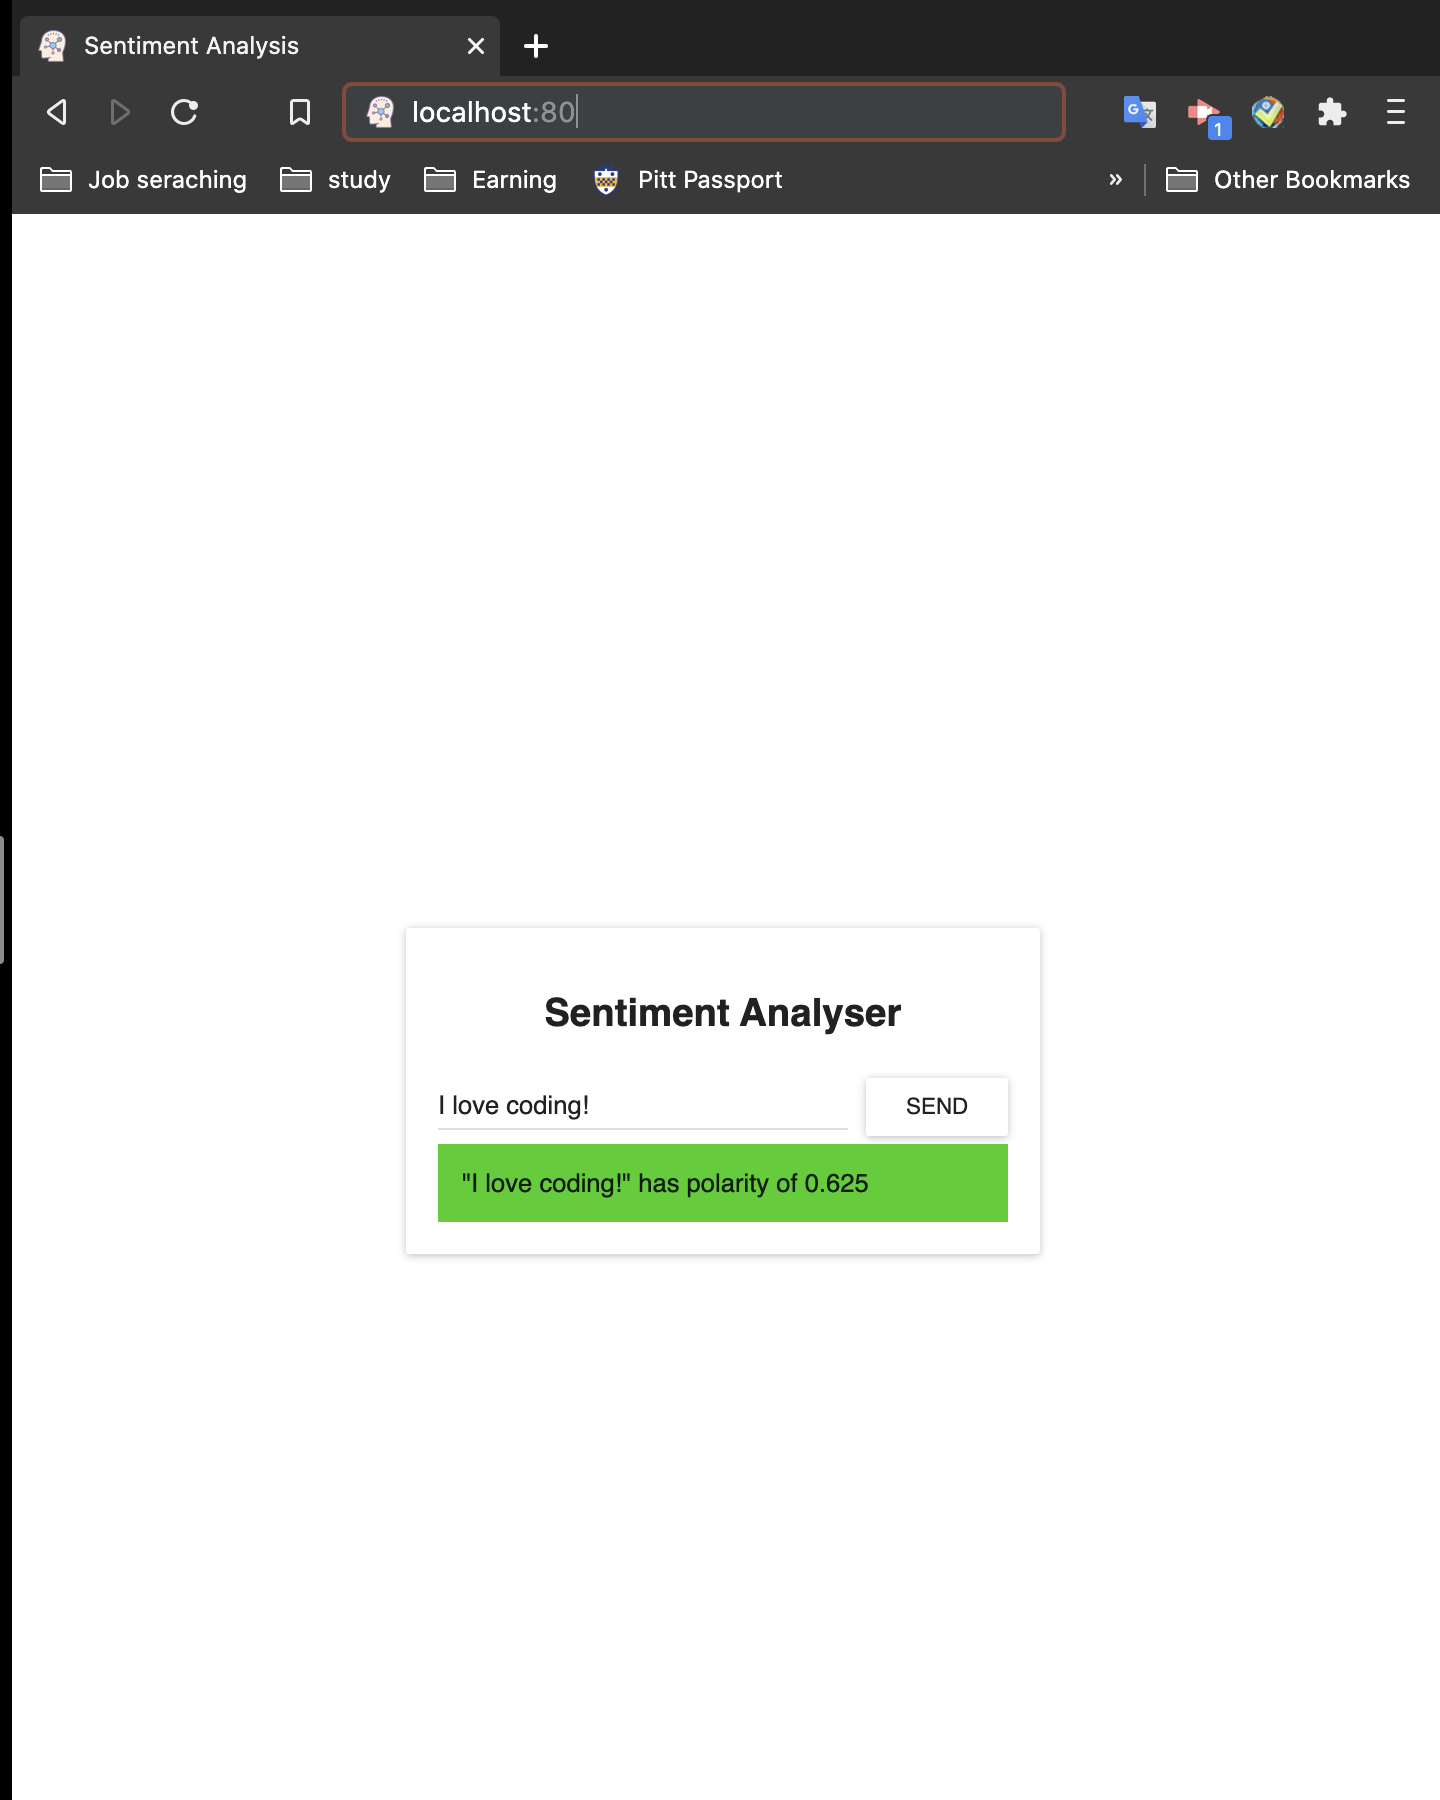 Sentiment Analysis
localhost:80
1
Job seraching study Earning Pitt Passport » Other Bookmarks
Sentiment Analyser
I love coding! SEND
"I love coding!" has polarity of 0.625